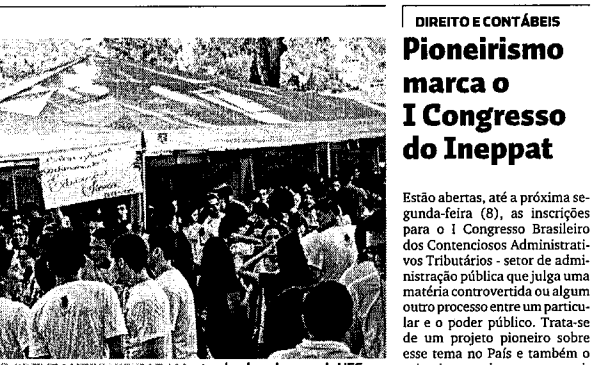 DIREITO E CONTÁBEIS
Pioneirismo
marca o
I Congresso
do Ineppat
Estão abertas, até a próxima se-
gunda-feira (8), as inscrições
para o I Congresso Brasileiro
dos Contenciosos Administrati-
vos Tributários - setor de admi-
nistração pública que julga uma
matéria controvertida ou algum
outro processo entre um particu-
lar e o poder público. Trata-se
de um projeto pioneiro sobre
esse tema no País e também o